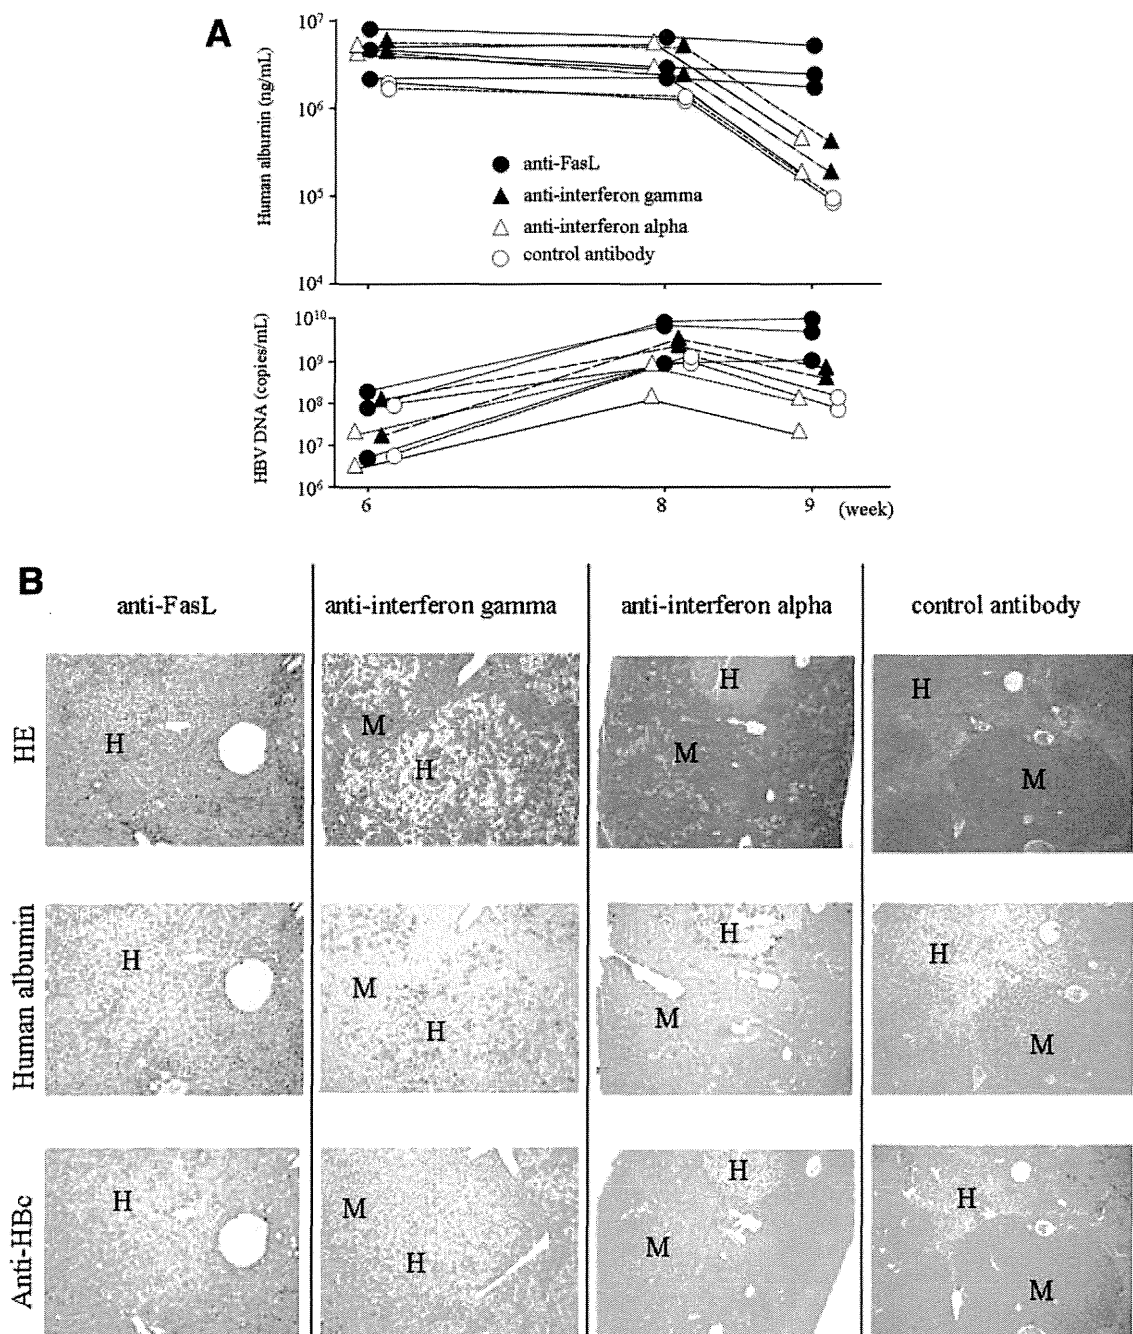 A
Human albumin (ng/mL)
10⁷
10⁶
10⁵
10⁴
anti-FasL
anti-interferon gamma
anti-interferon alpha
control antibody
HBV DNA (copies/mL)
10¹⁰
10⁹
10⁸
10⁷
10⁶
6 8 9 (week)
B
anti-FasL anti-interferon gamma anti-interferon alpha control antibody
HE
H M H H M H M
Human albumin
H M H H M H M
Anti-HBc
H M H H M H M